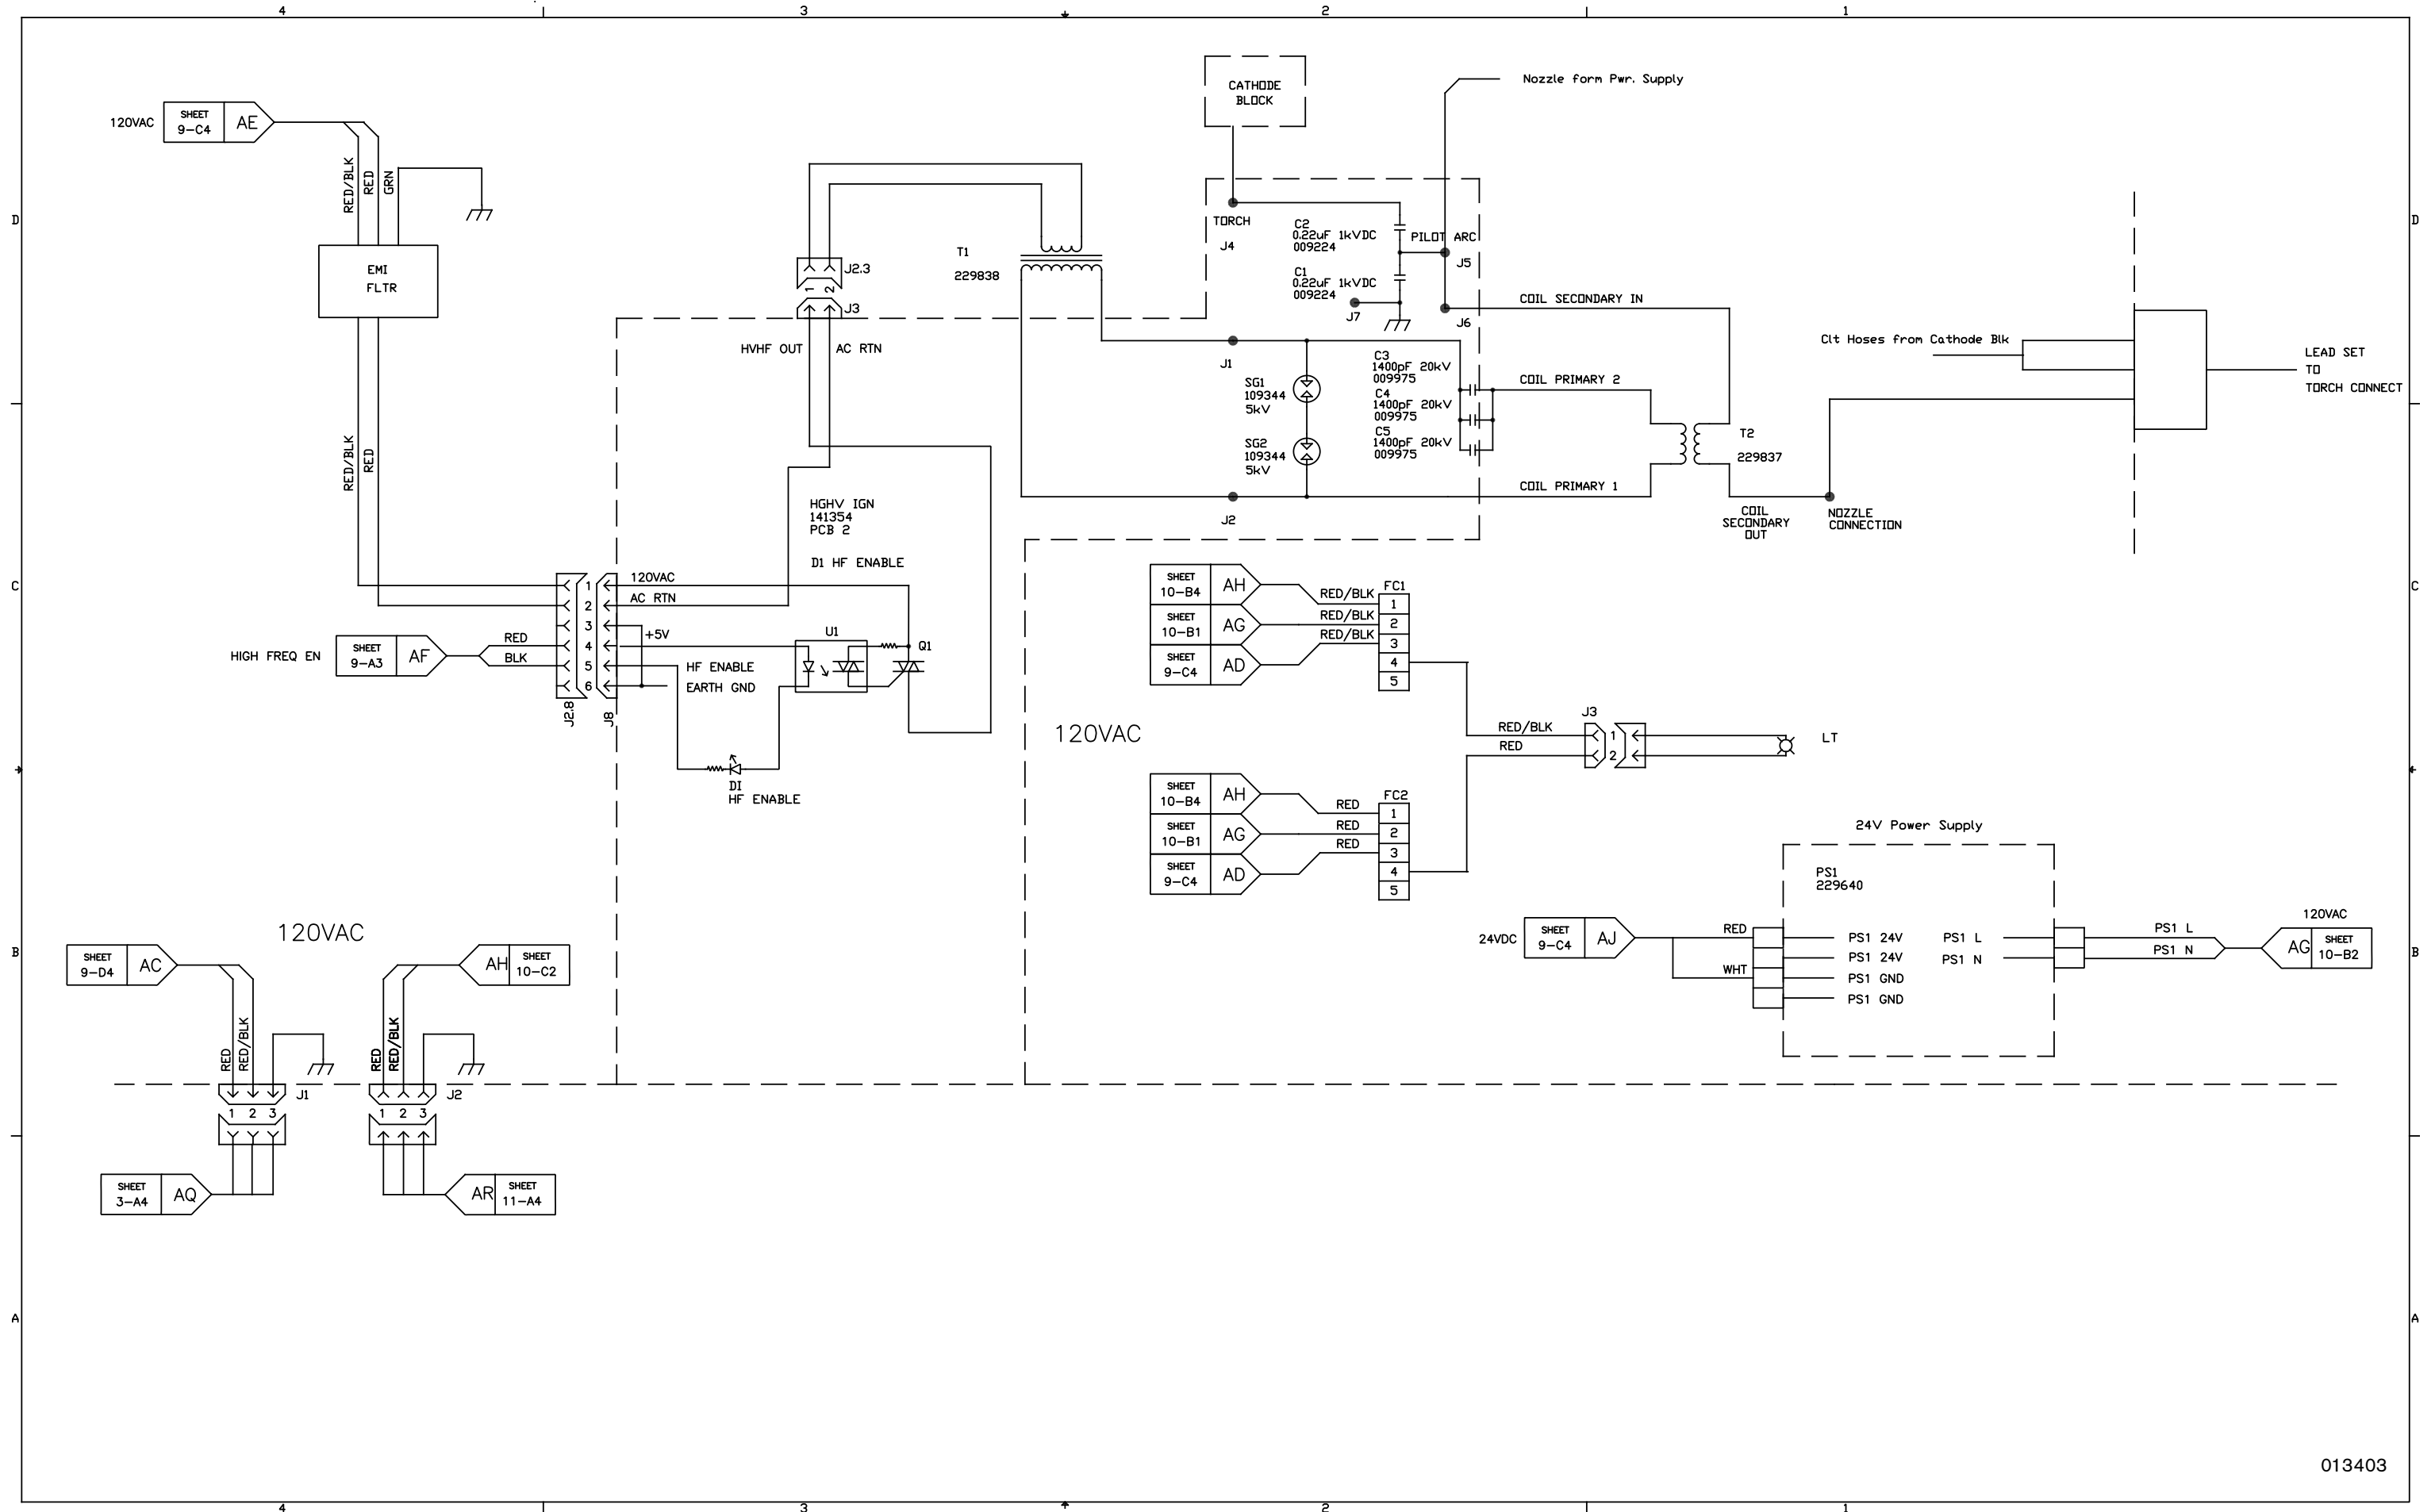 4
3
2
1
D
D
C
C
B
B
A
A
120VAC
SHEET
9-C4
AE
RED/BLK
RED
GRN
EMI
FLTR
RED/BLK
RED
CATHODE
BLOCK
Nozzle form Pwr. Supply
TORCH
J4
C2
0.22uF 1kVDC
009224
PILOT ARC
J5
C1
0.22uF 1kVDC
009224
J7
J6
COIL SECONDARY IN
T1
229838
J2.3
1
2
J3
HVHF OUT
AC RTN
J1
SG1
109344
5kV
SG2
109344
5kV
C3
1400pF 20kV
009975
C4
1400pF 20kV
009975
C5
1400pF 20kV
009975
COIL PRIMARY 2
T2
229837
COIL PRIMARY 1
J2
COIL
SECONDARY
OUT
NOZZLE
CONNECTION
Clt Hoses from Cathode Blk
LEAD SET
TO
TORCH CONNECT
HGHV IGN
141354
PCB 2
D1 HF ENABLE
HIGH FREQ EN
SHEET
9-A3
AF
RED
BLK
1
2
3
4
5
6
J2.8
J8
120VAC
AC RTN
+5V
HF ENABLE
EARTH GND
U1
Q1
DI
HF ENABLE
SHEET
10-B4
AH
SHEET
10-B1
AG
SHEET
9-C4
AD
RED/BLK
RED/BLK
RED/BLK
FC1
1
2
3
4
5
120VAC
RED/BLK
RED
J3
1
2
LT
SHEET
10-B4
AH
SHEET
10-B1
AG
SHEET
9-C4
AD
RED
RED
RED
FC2
1
2
3
4
5
24V Power Supply
PS1
229640
24VDC
SHEET
9-C4
AJ
RED
WHT
PS1 24V
PS1 24V
PS1 GND
PS1 GND
PS1 L
PS1 N
PS1 L
PS1 N
120VAC
AG
SHEET
10-B2
120VAC
SHEET
9-D4
AC
AH
SHEET
10-C2
RED
RED/BLK
RED
RED/BLK
J1
J2
1 2 3
1 2 3
SHEET
3-A4
AQ
AR
SHEET
11-A4
013403
4
3
2
1